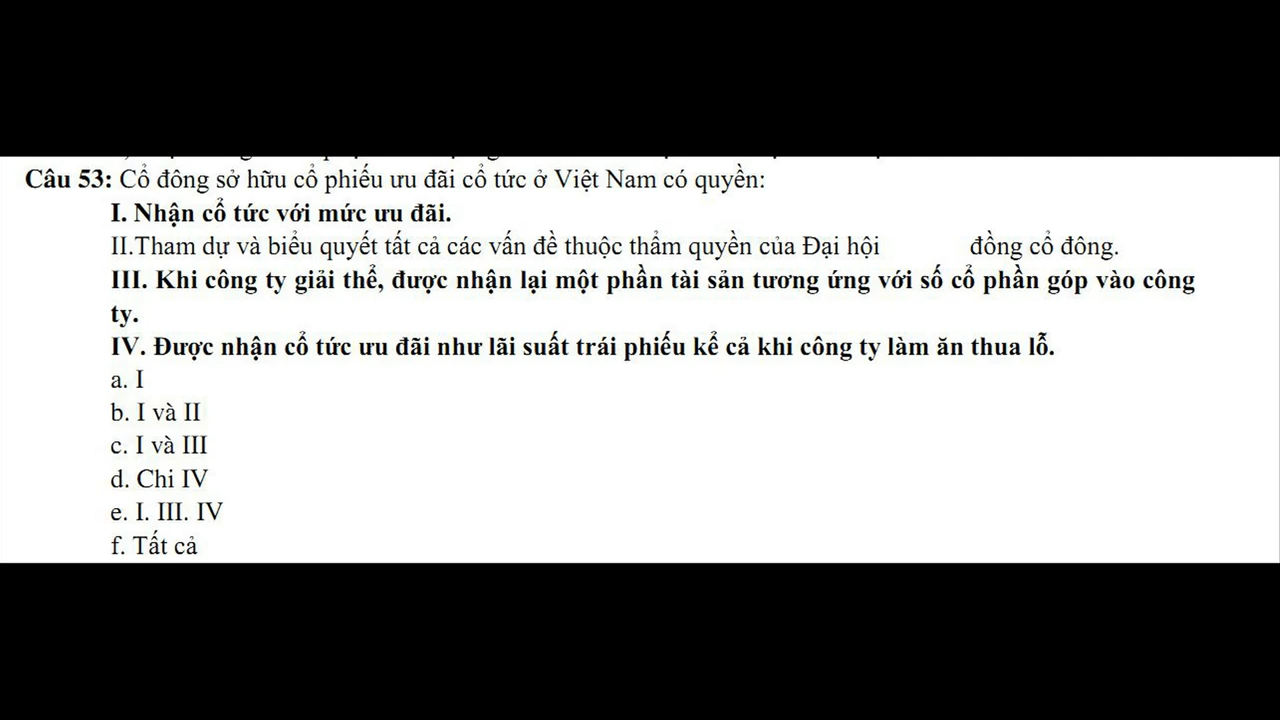 Câu 53: Cổ đông sở hữu cổ phiếu ưu đãi cổ tức ở Việt Nam có quyền:
I. Nhận cổ tức với mức ưu đãi.
II.Tham dự và biểu quyết tất cả các vấn đề thuộc thẩm quyền của Đại hội đồng cổ đông.
III. Khi công ty giải thể, được nhận lại một phần tài sản tương ứng với số cổ phần góp vào công
ty.
IV. Được nhận cổ tức ưu đãi như lãi suất trái phiếu kể cả khi công ty làm ăn thua lỗ.
a. I
b. I và II
c. I và III
d. Chi IV
e. I. III. IV
f. Tất cả